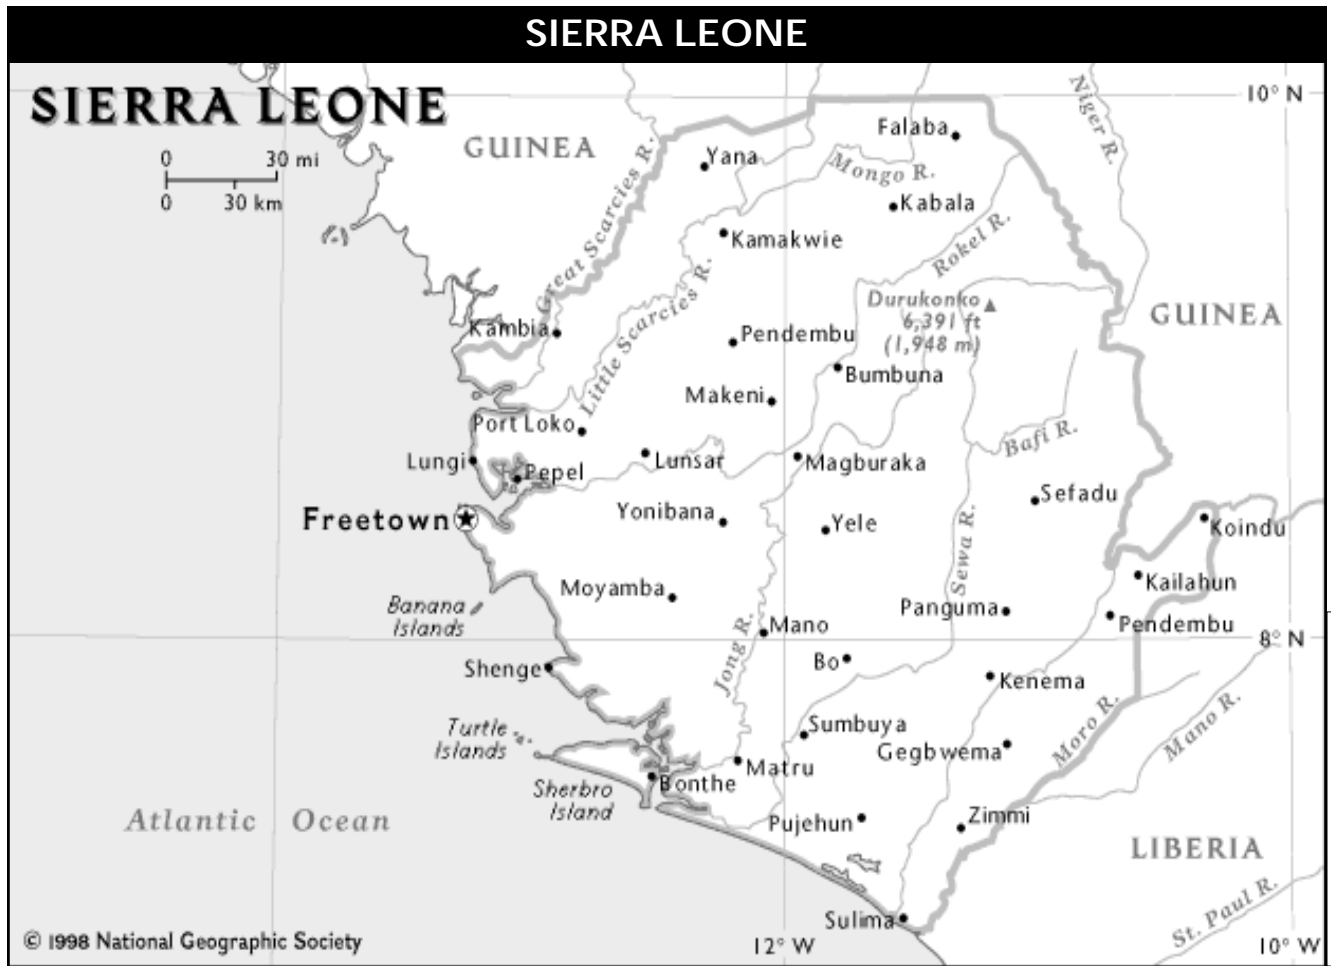 SIERRA LEONE
SIERRA LEONE
0 30 mi
0 30 km
GUINEA
10° N
Niger R.
Falaba
Yana
Mongo R.
Great Scarcies R.
Kabala
Kamakwie
Rokel R.
Little Scarcies R.
Durukonko
6,391 ft
(1,948 m)
GUINEA
Kambia
Pendembu
Bumbuna
Makeni
Port Loko
Bafi R.
Lungi
Pepel
Lunsar
Magburaka
Sefadu
Freetown
Yonibana
Yele
Koindu
Sewa R.
Moyamba
Kailahun
Banana
Islands
Panguma
Pendembu
Mano
8° N
Jong R.
Bo
Shenge
Kenema
Turtle
Islands
Sumbuya
Gegbwema
Moro R.
Mano R.
Matru
Bonthe
Sherbro
Island
Atlantic Ocean
Pujehun
Zimmi
LIBERIA
Sulima
St. Paul R.
© 1998 National Geographic Society
12° W
10° W